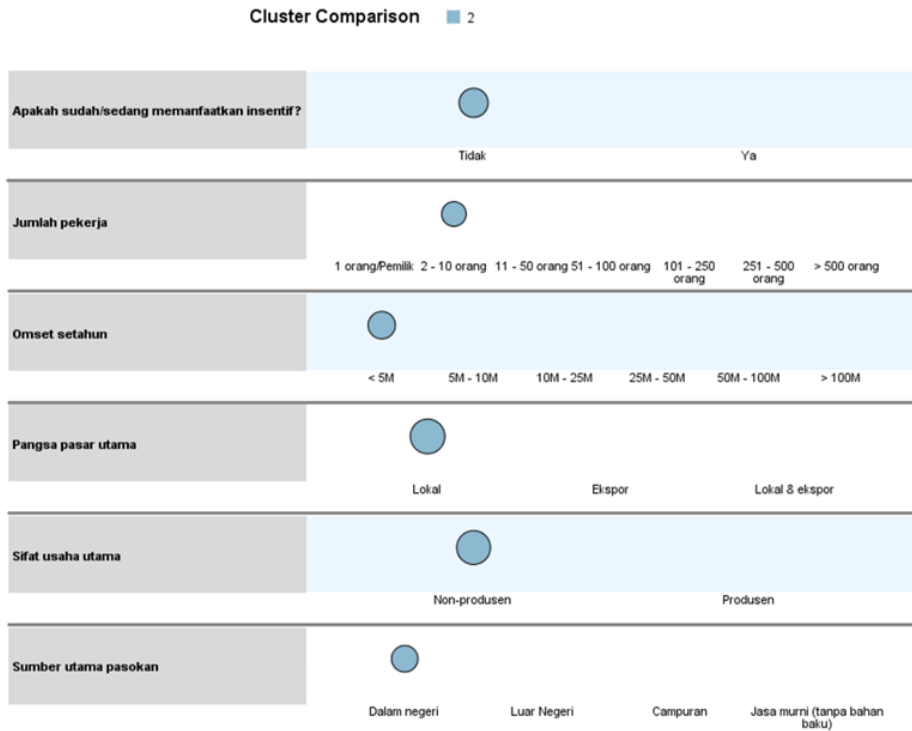 Cluster Comparison 2
Apakah sudah/sedang memanfaatkan insentif?
Tidak Ya
Jumlah pekerja
1 orang/Pemilik 2 - 10 orang 11 - 50 orang 51 - 100 orang 101 - 250 orang 251 - 500 orang > 500 orang
Omset setahun
< 5M 5M - 10M 10M - 25M 25M - 50M 50M - 100M > 100M
Pangsa pasar utama
Lokal Ekspor Lokal & ekspor
Sifat usaha utama
Non-produsen Produsen
Sumber utama pasokan
Dalam negeri Luar Negeri Campuran Jasa murni (tanpa bahan baku)